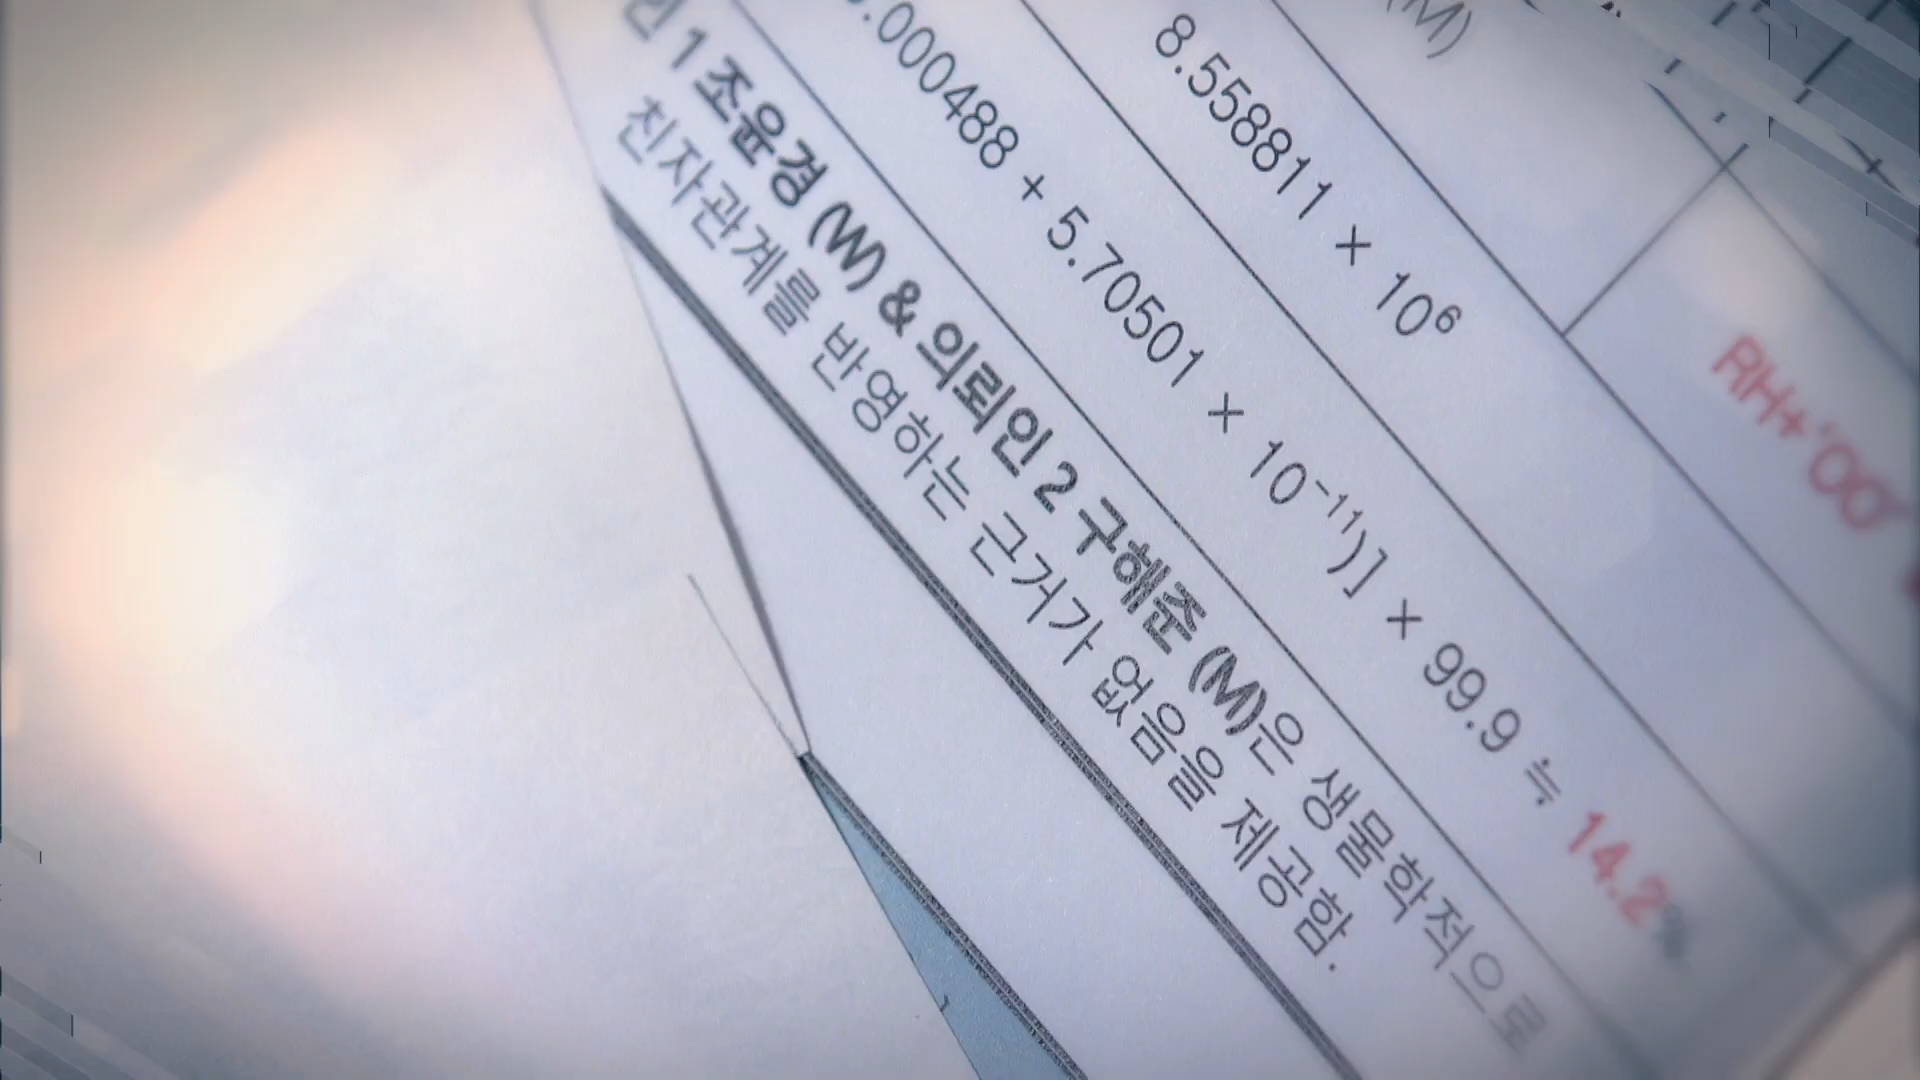 (M)
RH+'O0'
8.558811 × 10⁶
.000488 + 5.70501 × 10⁻¹¹)] × 99.9 ≒ 14.2%
인 1 조윤경 (W) & 의뢰인 2 구해준 (M)은 생물학적으로
친자관계를 반영하는 근거가 없음을 제공함.